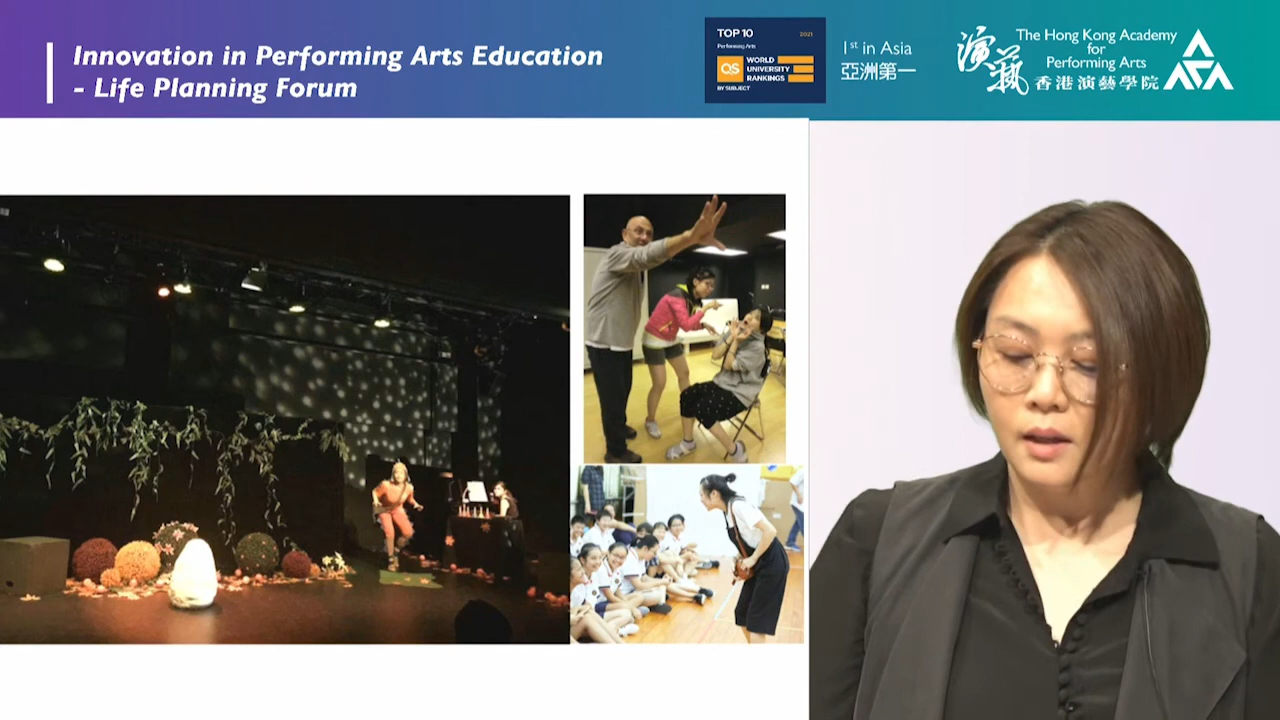 Innovation in Performing Arts Education
- Life Planning Forum
TOP 10
2021
Performing Arts
QS
WORLD
UNIVERSITY
RANKINGS
BY SUBJECT
1st in Asia
亞洲第一
演藝
The Hong Kong Academy
for
Performing Arts
香港演藝學院